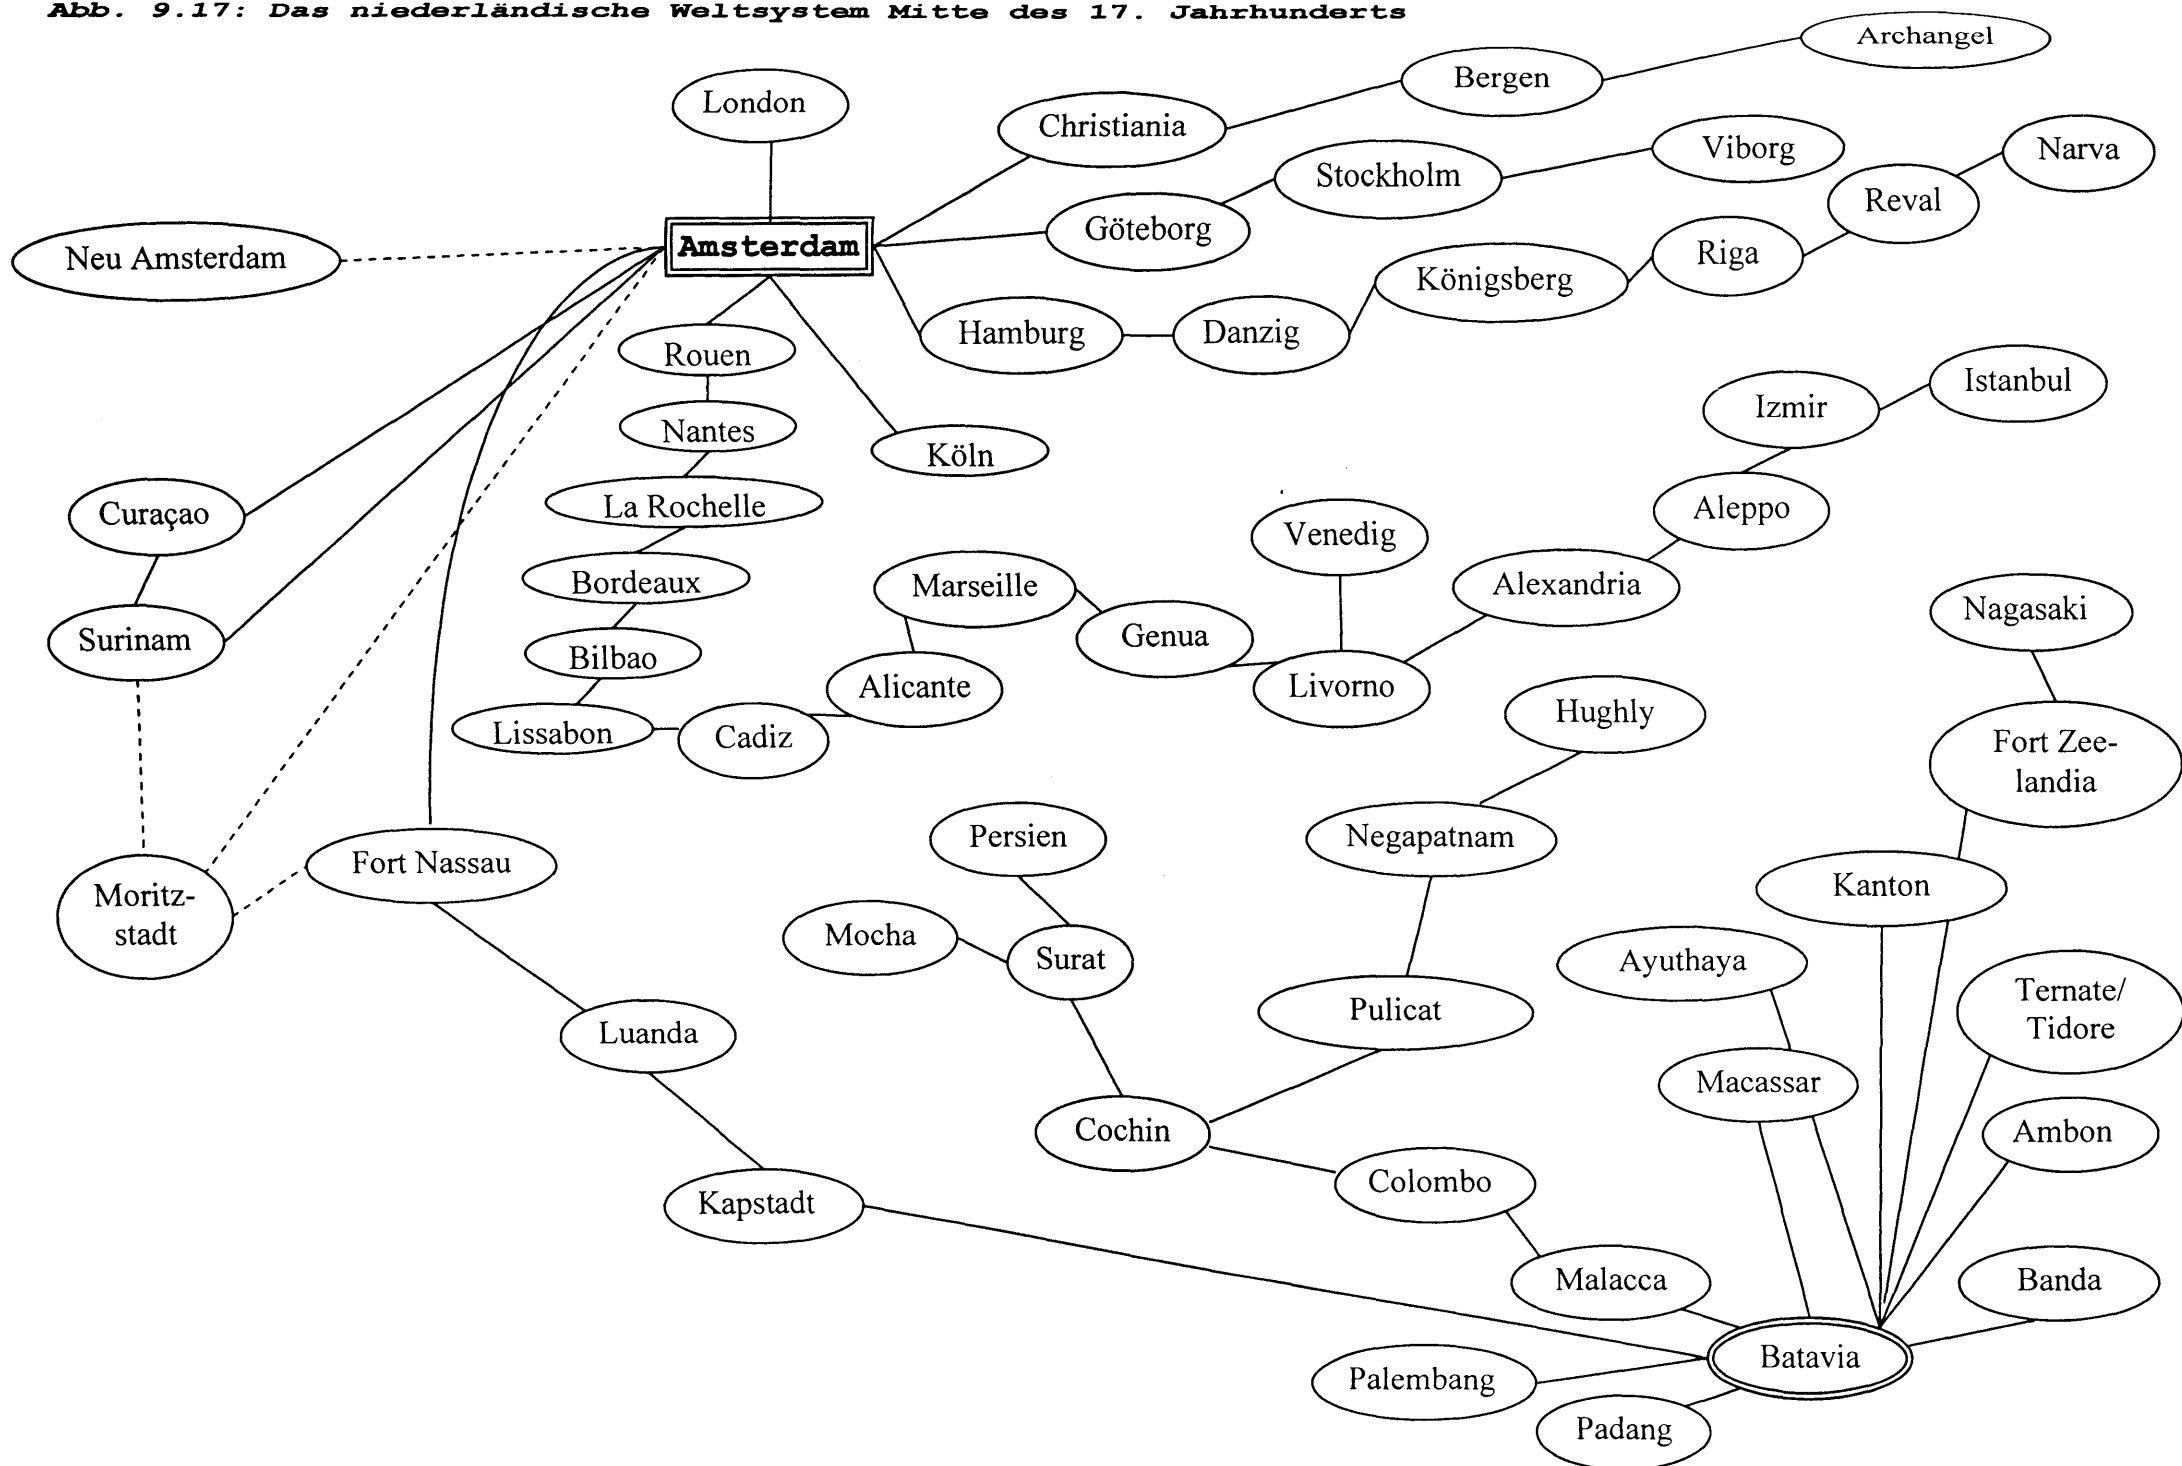 Abb. 9.17: Das niederländische Weltsystem Mitte des 17. Jahrhunderts
Archangel
Bergen
London
Christiania
Viborg
Narva
Stockholm
Reval
Göteborg
Amsterdam
Neu Amsterdam
Riga
Königsberg
Hamburg
Danzig
Rouen
Istanbul
Izmir
Nantes
Köln
La Rochelle
Curaçao
Aleppo
Venedig
Bordeaux
Marseille
Alexandria
Nagasaki
Surinam
Genua
Bilbao
Alicante
Livorno
Hughly
Lissabon
Cadiz
Fort Zee-
landia
Persien
Negapatnam
Fort Nassau
Kanton
Moritz-
stadt
Mocha
Surat
Ayuthaya
Ternate/
Tidore
Pulicat
Luanda
Macassar
Cochin
Ambon
Colombo
Kapstadt
Malacca
Banda
Batavia
Palembang
Padang